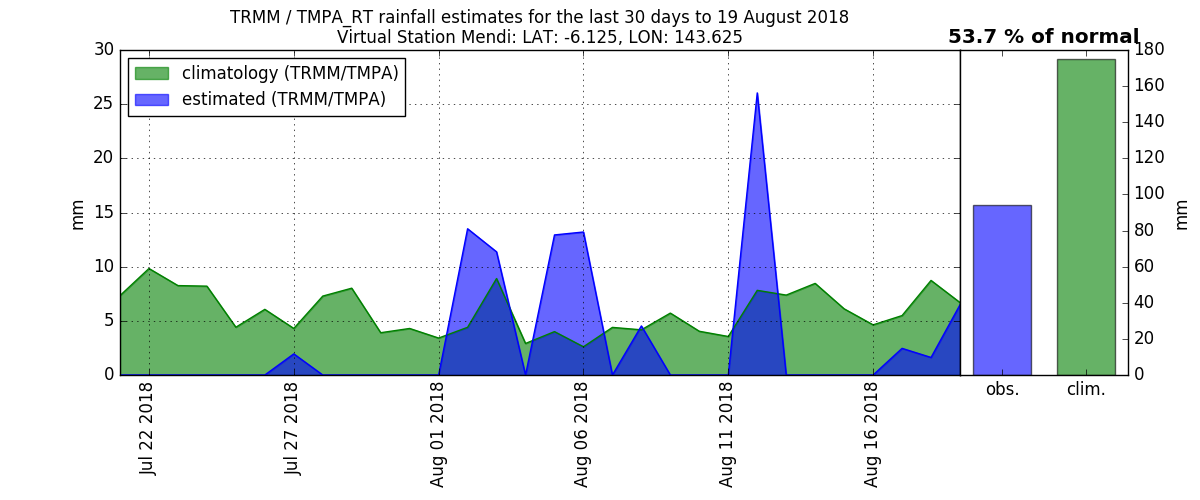 TRMM / TMPA_RT rainfall estimates for the last 30 days to 19 August 2018
Virtual Station Mendi: LAT: -6.125, LON: 143.625
53.7 % of normal
climatology (TRMM/TMPA)
estimated (TRMM/TMPA)
mm
30
25
20
15
10
5
0
Jul 22 2018
Jul 27 2018
Aug 01 2018
Aug 06 2018
Aug 11 2018
Aug 16 2018
obs.
clim.
180
160
140
120
100
80
60
40
20
0
mm